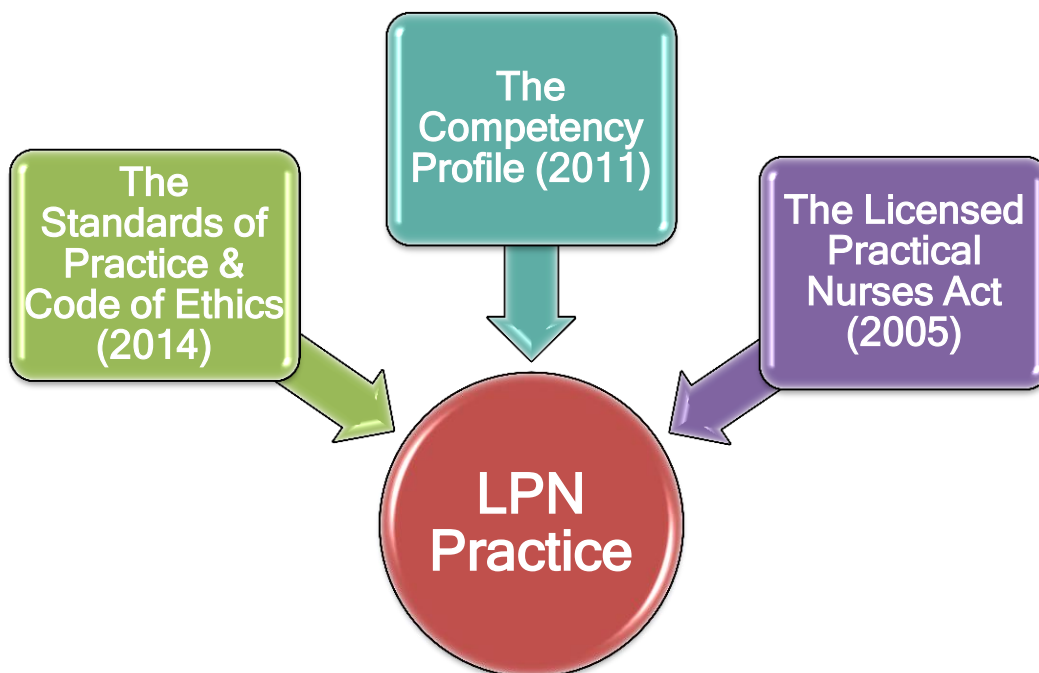 The
Standards of
Practice &
Code of Ethics
(2014)
The
Competency
Profile (2011)
The Licensed
Practical
Nurses Act
(2005)
LPN
Practice